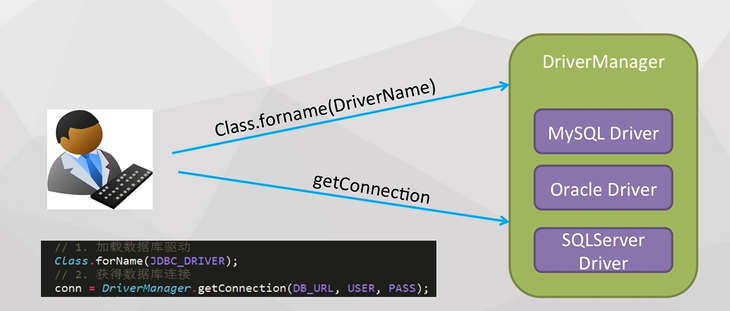 DriverManager
Class.forname(DriverName)
MySQL Driver
getConnection
Oracle Driver
SQLServer
Driver
// 1. 加载数据库驱动
Class.forName(JDBC_DRIVER);
// 2. 获得数据库连接
conn = DriverManager.getConnection(DB_URL, USER, PASS);